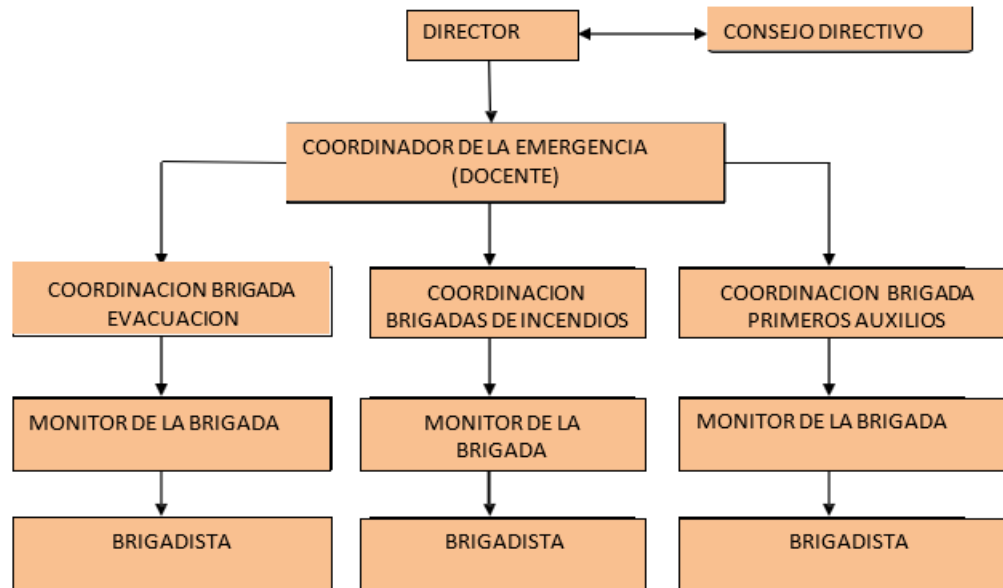 DIRECTOR
CONSEJO DIRECTIVO
COORDINADOR DE LA EMERGENCIA
(DOCENTE)
COORDINACION BRIGADA
EVACUACION
COORDINACION
BRIGADAS DE INCENDIOS
COORDINACION BRIGADA
PRIMEROS AUXILIOS
MONITOR DE LA BRIGADA
MONITOR DE LA
BRIGADA
MONITOR DE LA BRIGADA
BRIGADISTA
BRIGADISTA
BRIGADISTA